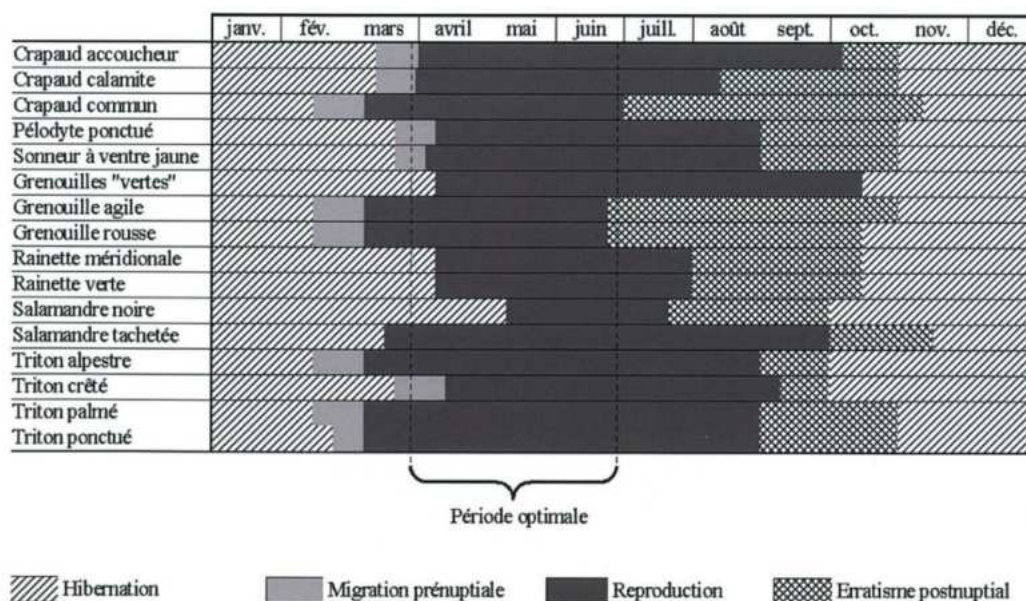 janv. fév. mars avril mai juin juill. août sept. oct. nov. déc.
Crapaud accoucheur
Crapaud calamite
Crapaud commun
Pélodyte ponctué
Sonneur à ventre jaune
Grenouilles "vertes"
Grenouille agile
Grenouille rousse
Rainette méridionale
Rainette verte
Salamandre noire
Salamandre tachetée
Triton alpestre
Triton crêté
Triton palmé
Triton ponctué
Période optimale
Hibernation Migration prénuptiale Reproduction Erratisme postnuptial